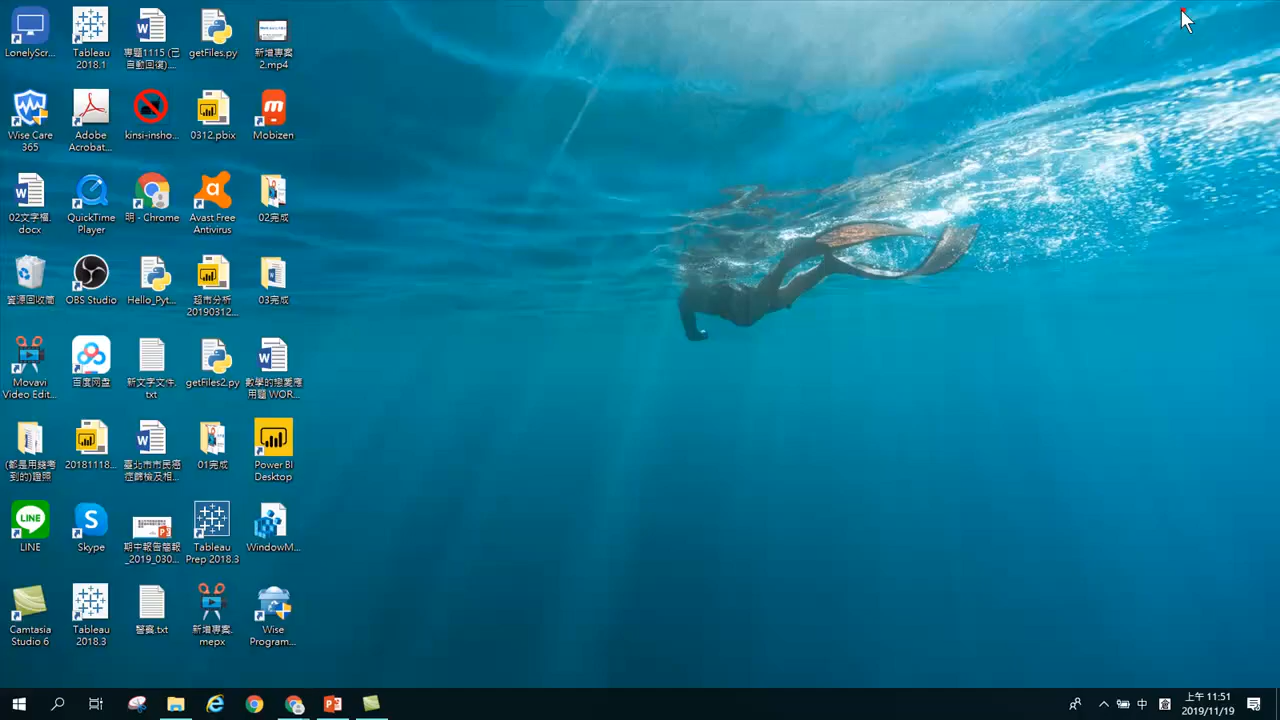 LonelyScr...
Tableau
2018.1
專題1115 (已
自動回復)....
getFiles.py
新增專案
2.mp4
Wise Care
365
Adobe
Acrobat...
kinsi-insho...
0312.pbix
Mobizen
02文字檔.
docx
QuickTime
Player
明 - Chrome
Avast Free
Antivirus
02完成
資源回收筒
OBS Studio
Hello_Pyt...
超市分析
20190312...
03完成
Movavi
Video Edit...
百度网盘
新文字文件.
txt
getFiles2.py
數學的戀愛應
用題 WOR...
(都是用錢考
到的)證照
20181118...
臺北市市民癌
症篩檢及相...
01完成
Power BI
Desktop
LINE
Skype
期中報告簡報
_2019_030...
Tableau
Prep 2018.3
WindowM...
Camtasia
Studio 6
Tableau
2018.3
醫藥.txt
新增專案.
mepx
Wise
Program...
中
上午 11:51
2019/11/19